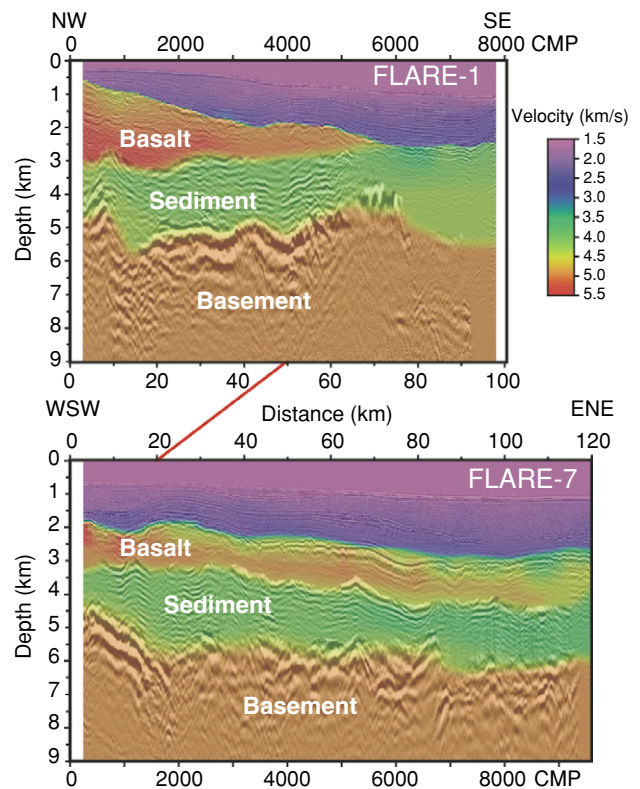 NW SE
0 2000 4000 6000 8000 CMP
FLARE-1
Velocity (km/s)
1.5
2.0
2.5
3.0
3.5
4.0
4.5
5.0
5.5
Depth (km)
0
1
2
3
4
5
6
7
8
9
Basalt
Sediment
Basement
0 20 40 60 80 100
WSW Distance (km) ENE
0 20 40 60 80 100 120
FLARE-7
Depth (km)
0
1
2
3
4
5
6
7
8
9
Basalt
Sediment
Basement
0 2000 4000 6000 8000 CMP